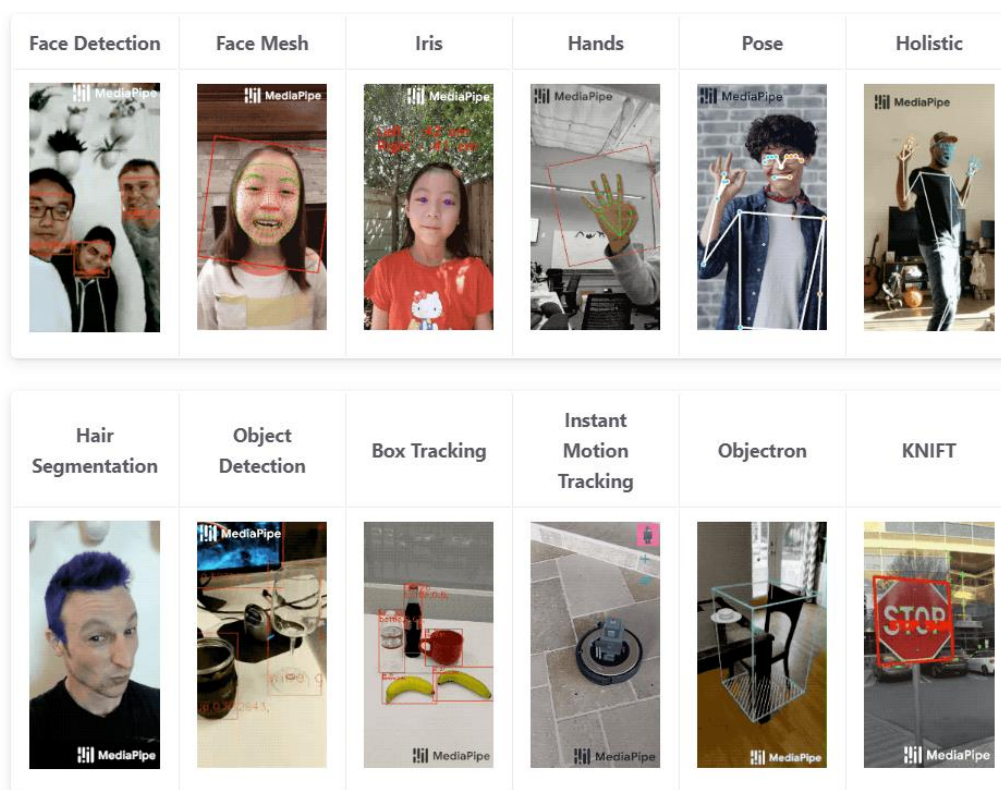 Face Detection
Face Mesh
Iris
Hands
Pose
Holistic
MediaPipe
MediaPipe
MediaPipe
MediaPipe
MediaPipe
MediaPipe
Hair
Segmentation
Object
Detection
Box Tracking
Instant
Motion
Tracking
Objectron
KNIFT
MediaPipe
STOP
MediaPipe
MediaPipe
MediaPipe
MediaPipe
MediaPipe